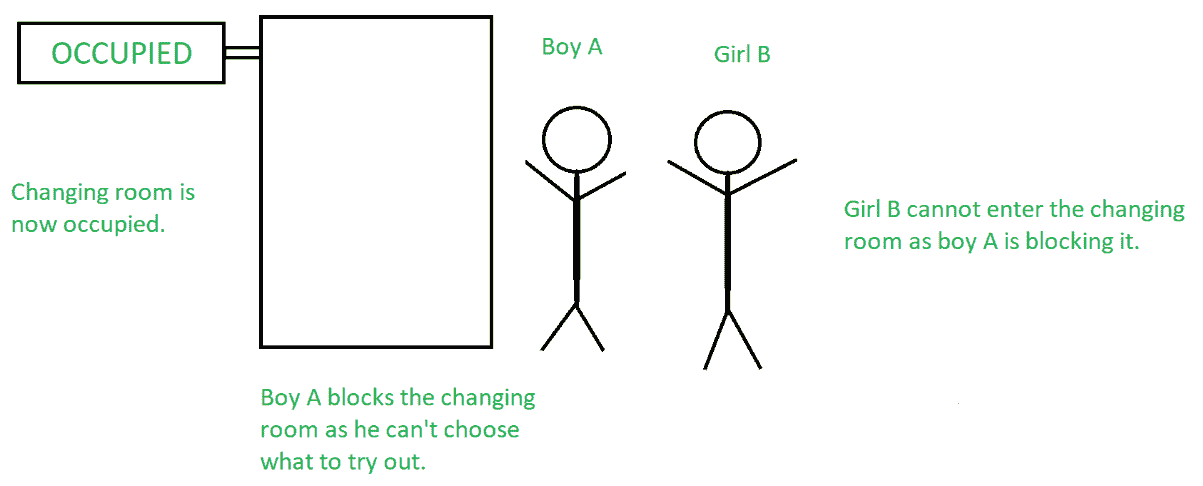 OCCUPIED
Boy A
Girl B
Changing room is
now occupied.
Girl B cannot enter the changing
room as boy A is blocking it.
Boy A blocks the changing
room as he can't choose
what to try out.